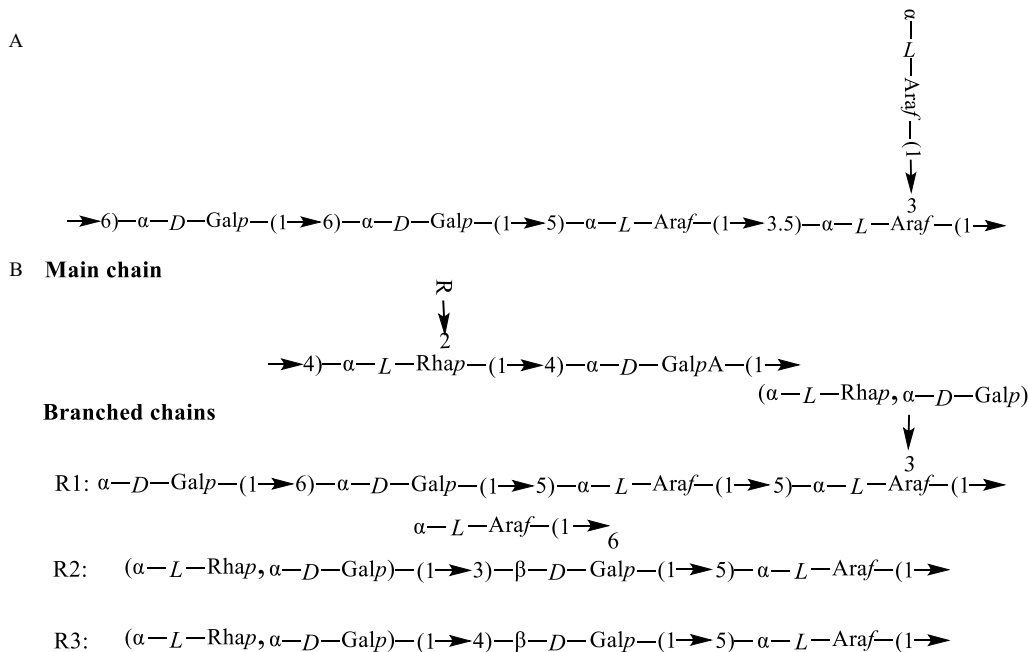 A
α—L—Araf—(1→
3
→6)—α—D—Galp—(1→6)—α—D—Galp—(1→5)—α—L—Araf—(1→3.5)—α—L—Araf—(1→
B Main chain
R
2
→4)—α—L—Rhap—(1→4)—α—D—GalpA—(1→
(α—L—Rhap,α—D—Galp)
Branched chains
3
R1: α—D—Galp—(1→6)—α—D—Galp—(1→5)—α—L—Araf—(1→5)—α—L—Araf—(1→
α—L—Araf—(1→
6
R2: (α—L—Rhap,α—D—Galp)—(1→3)—β—D—Galp—(1→5)—α—L—Araf—(1→
R3: (α—L—Rhap,α—D—Galp)—(1→4)—β—D—Galp—(1→5)—α—L—Araf—(1→